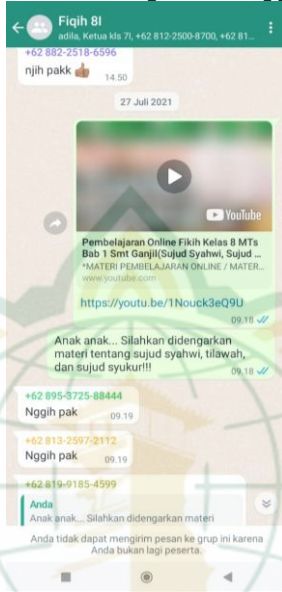 Fiqih 8I
adila, Ketua kls 7I, +62 812-2500-8700, +62 81...
+62 882-2518-6596
njih pakk 👍
14.50
27 Juli 2021
YouTube
Pembelajaran Online Fikih Kelas 8 MTs
Bab 1 Smt Ganjil(Sujud Syahwi, Sujud ...
*MATERI PEMBELAJARAN ONLINE / MATER...
www.youtube.com
https://youtu.be/1Nouck3eQ9U
09.18
Anak anak... Silahkan didengarkan
materi tentang sujud syahwi, tilawah,
dan sujud syukur!!!
09.18
+62 895-3725-88444
Nggih pak
09.19
+62 813-2597-2112
Nggih pak
09.19
+62 819-9185-4599
Anda
Anak anak... Silahkan didengarkan materi
Anda tidak dapat mengirim pesan ke grup ini karena
Anda bukan lagi peserta.